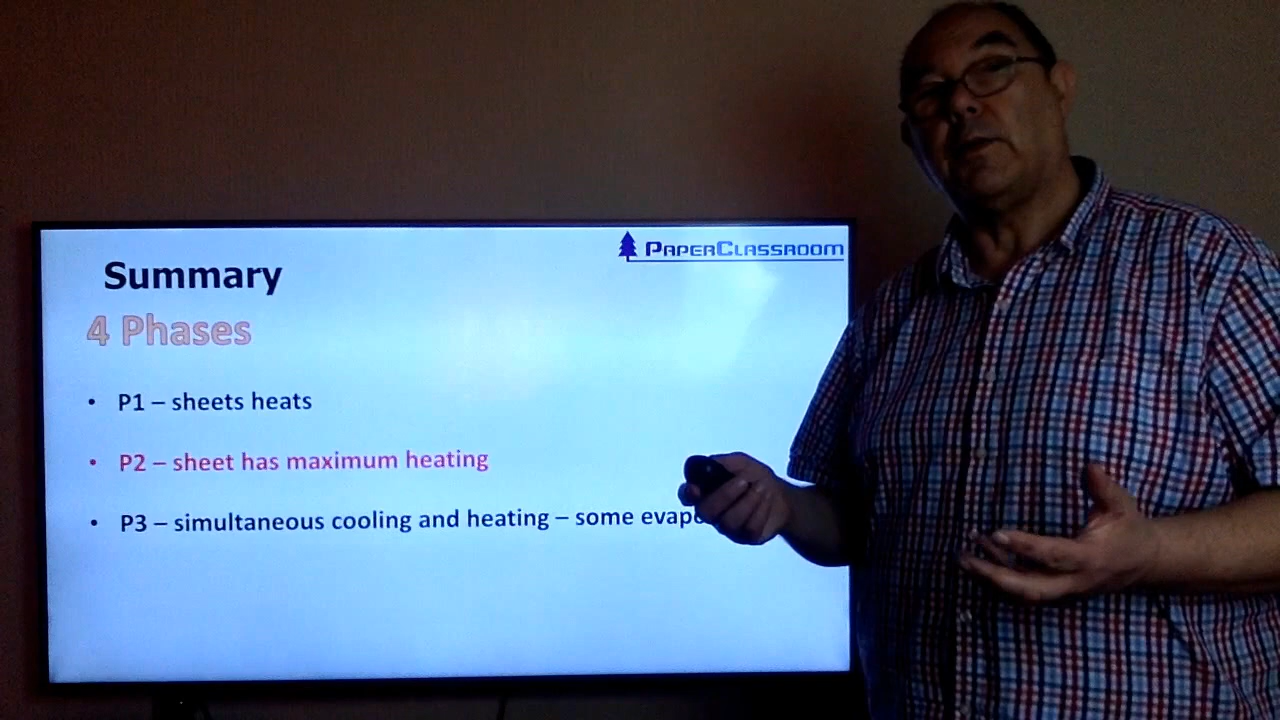 PAPERCLASSROOM
Summary
4 Phases
• P1 – sheets heats
• P2 – sheet has maximum heating
• P3 – simultaneous cooling and heating – some